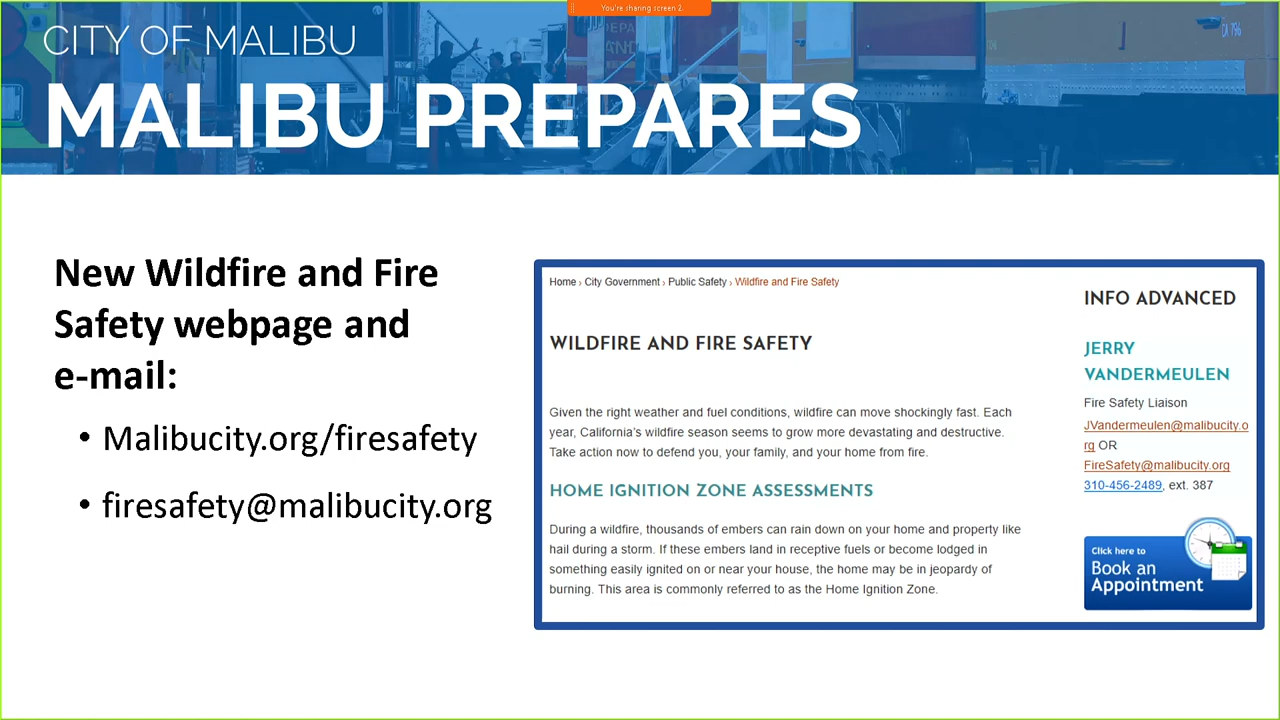 You're sharing screen 2.
CITY OF MALIBU
MALIBU PREPARES
CA 796
New Wildfire and Fire
Safety webpage and
e-mail:
• Malibucity.org/firesafety
• firesafety@malibucity.org
Home › City Government › Public Safety › Wildfire and Fire Safety
WILDFIRE AND FIRE SAFETY
Given the right weather and fuel conditions, wildfire can move shockingly fast. Each
year, California's wildfire season seems to grow more devastating and destructive.
Take action now to defend you, your family, and your home from fire.
HOME IGNITION ZONE ASSESSMENTS
During a wildfire, thousands of embers can rain down on your home and property like
hail during a storm. If these embers land in receptive fuels or become lodged in
something easily ignited on or near your house, the home may be in jeopardy of
burning. This area is commonly referred to as the Home Ignition Zone.
INFO ADVANCED
JERRY
VANDERMEULEN
Fire Safety Liaison
JVandermeulen@malibucity.o
rg OR
FireSafety@malibucity.org
310-456-2489, ext. 387
Click here to
Book an
Appointment